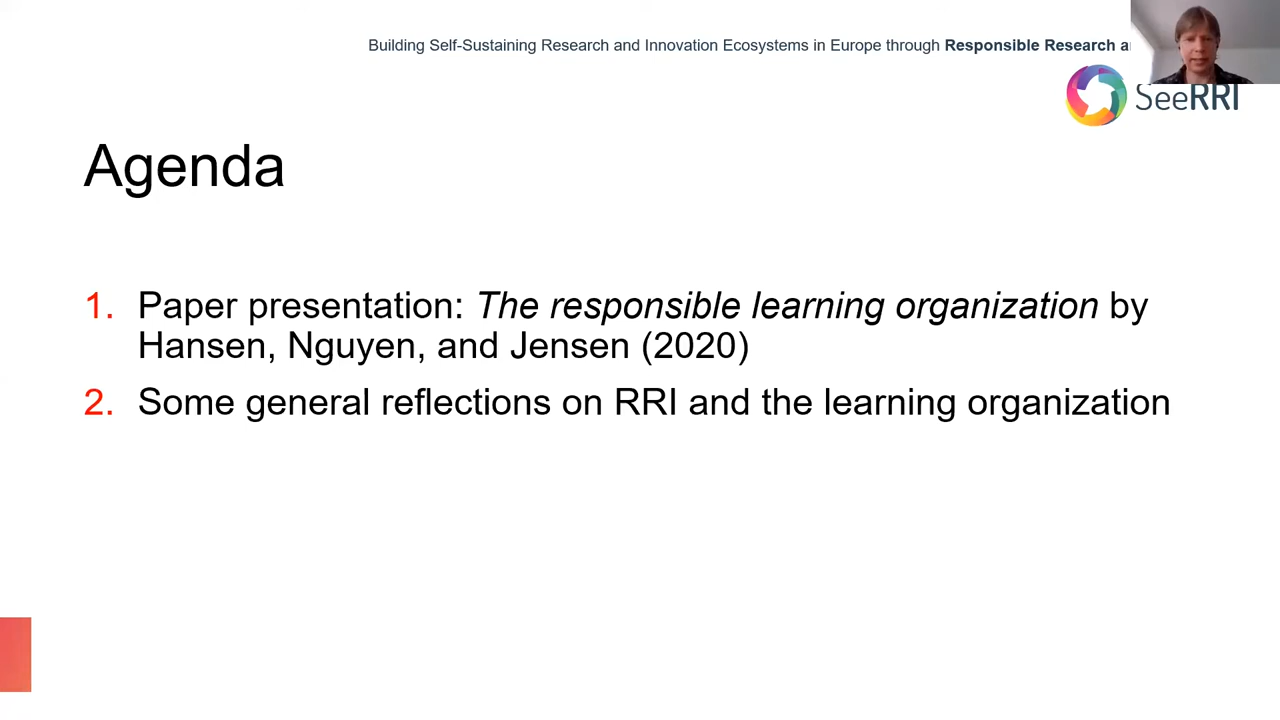 Building Self-Sustaining Research and Innovation Ecosystems in Europe through Responsible Research
SeeRRI
Agenda
1. Paper presentation: The responsible learning organization by
Hansen, Nguyen, and Jensen (2020)
2. Some general reflections on RRI and the learning organization